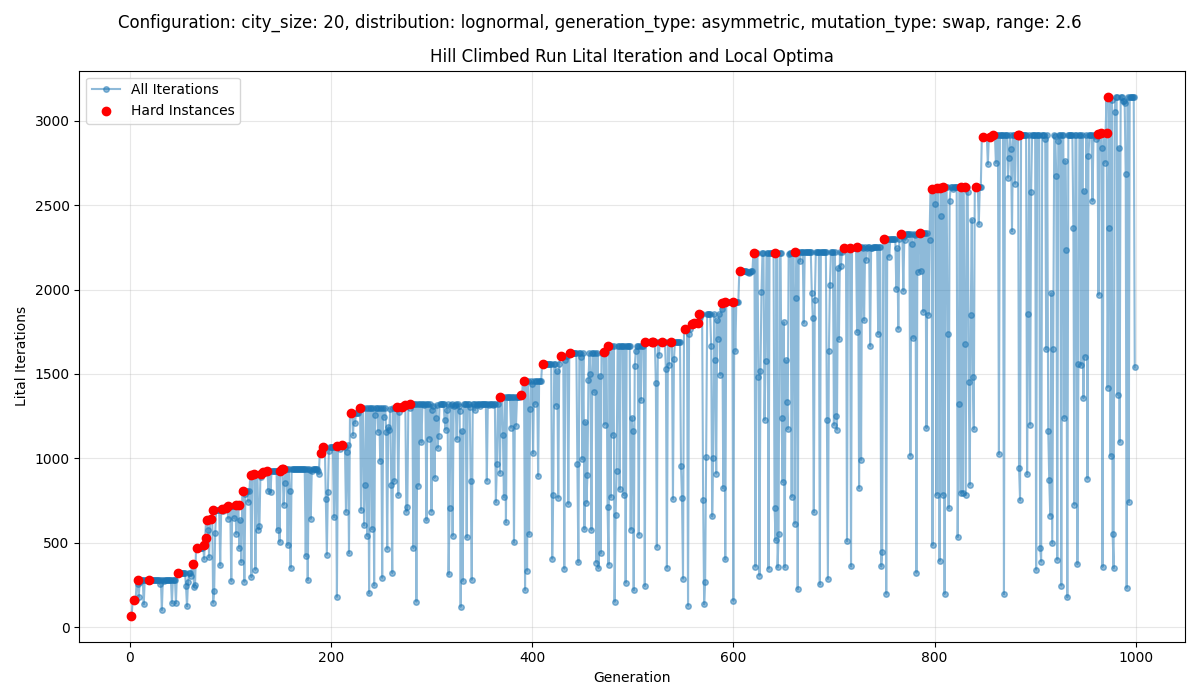 Configuration: city_size: 20, distribution: lognormal, generation_type: asymmetric, mutation_type: swap, range: 2.6
Hill Climbed Run Lital Iteration and Local Optima
All Iterations
Hard Instances
Lital Iterations
3000
2500
2000
1500
1000
500
0
0 200 400 600 800 1000
Generation